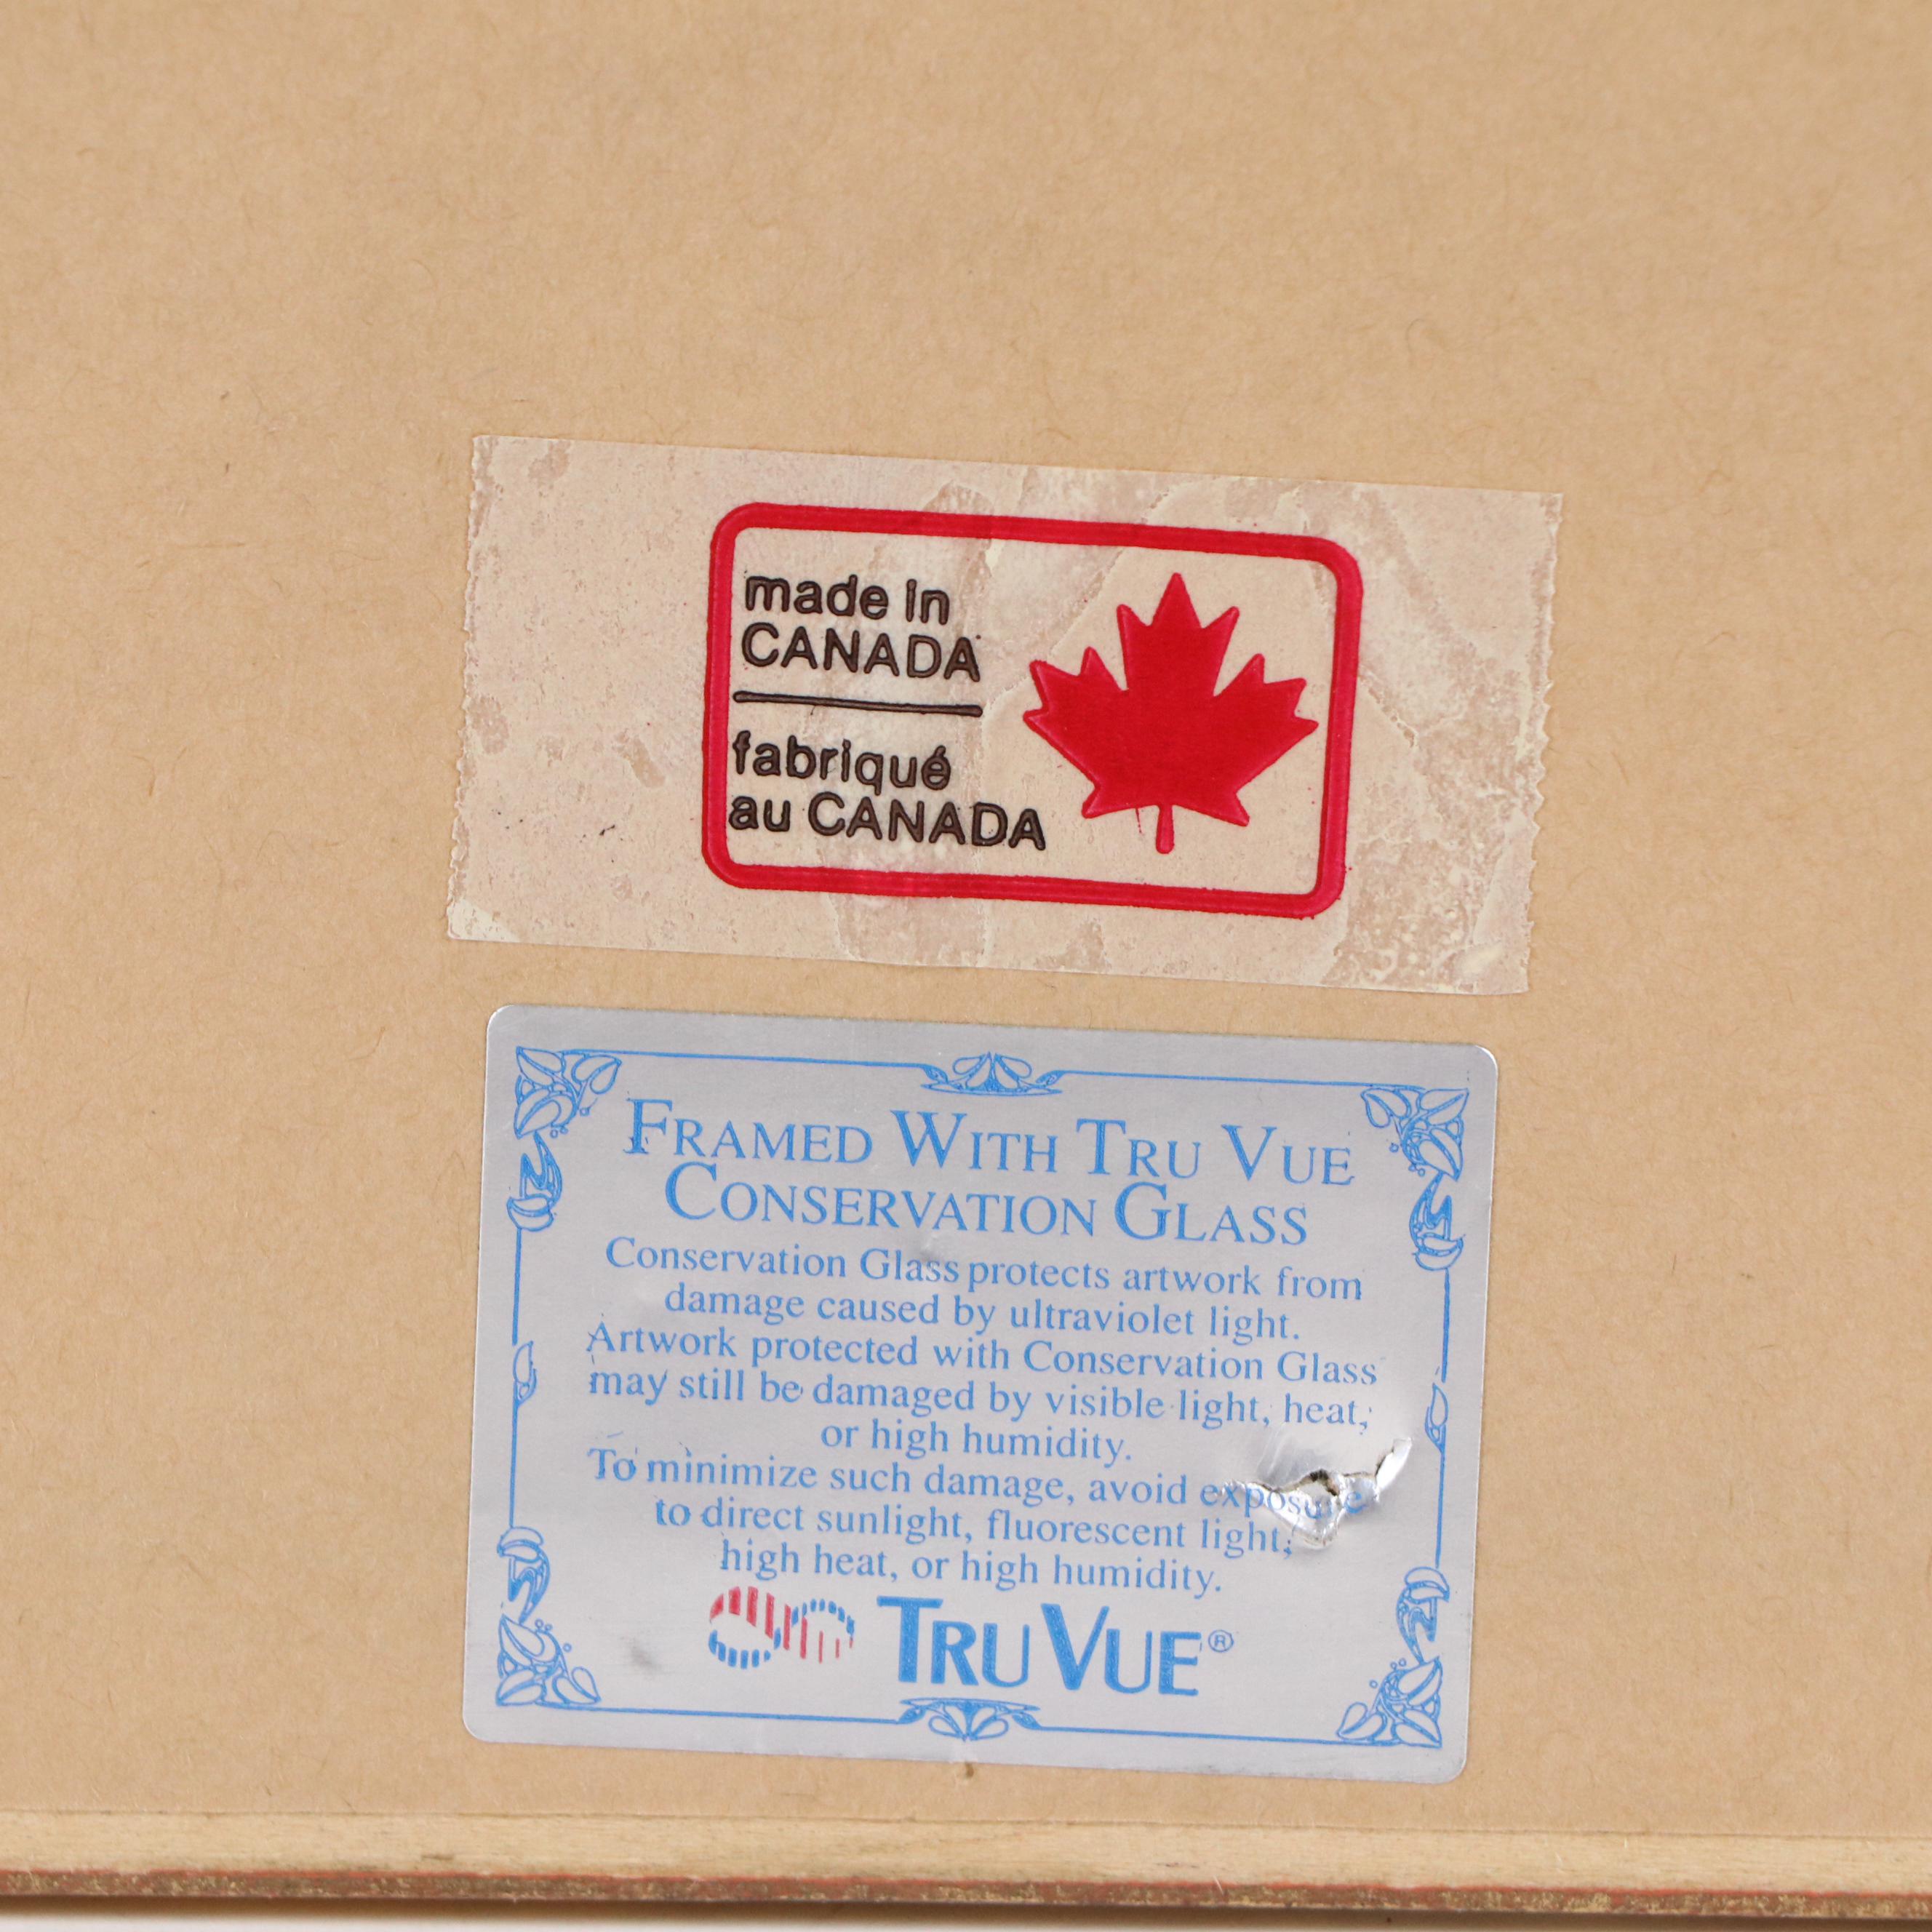 made in
CANADA
fabriqué
au CANADA
FRAMED WITH TRU VUE
CONSERVATION GLASS
Conservation Glass protects artwork from
damage caused by ultraviolet light.
Artwork protected with Conservation Glass
may still be damaged by visible light, heat,
or high humidity.
To minimize such damage, avoid exposure
to direct sunlight, fluorescent light,
high heat, or high humidity.
TRU VUE®